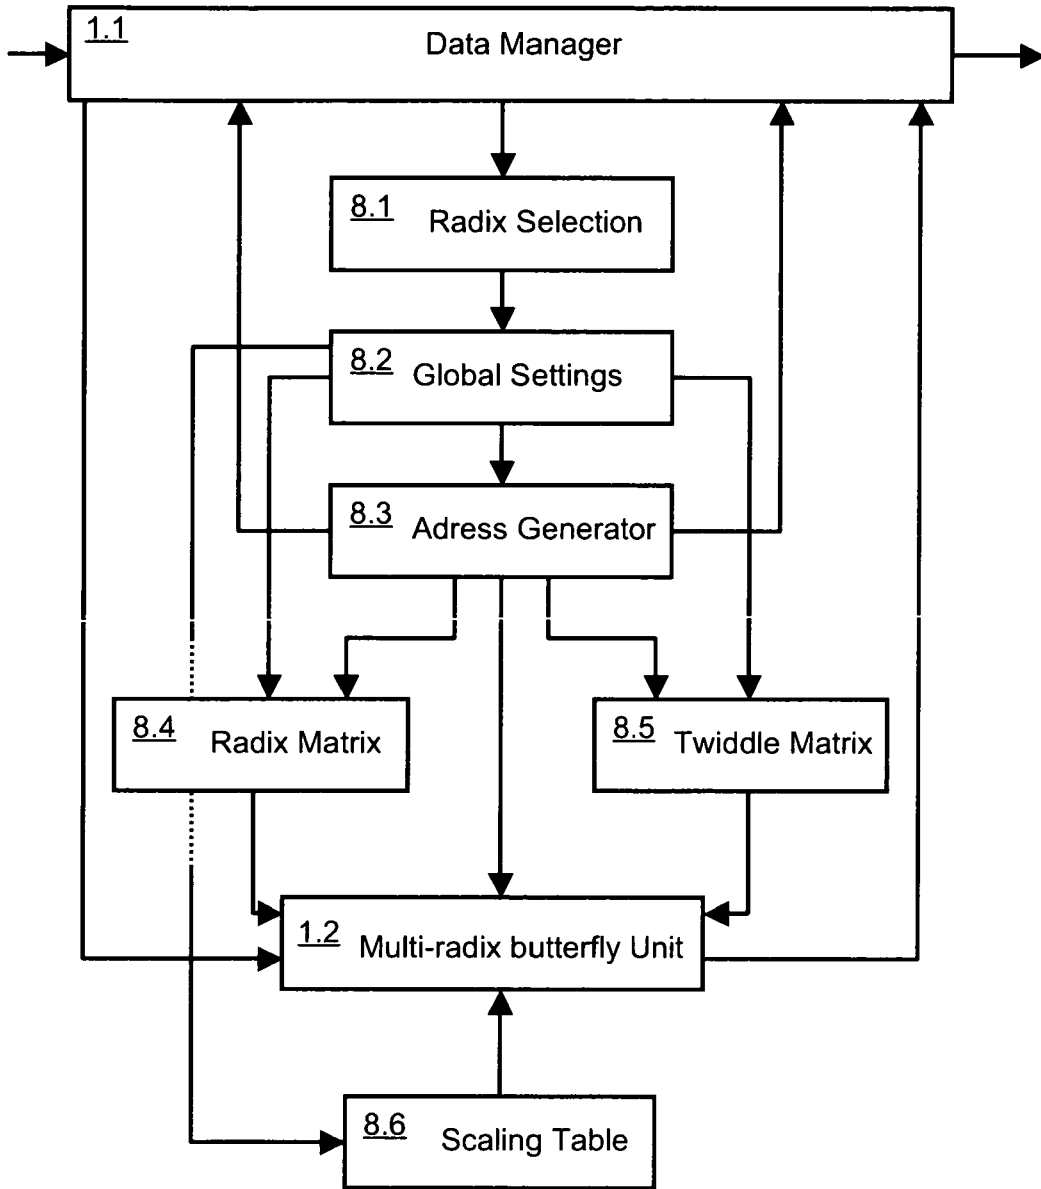 1.1 Data Manager
8.1 Radix Selection
8.2 Global Settings
8.3 Adress Generator
8.4 Radix Matrix
8.5 Twiddle Matrix
1.2 Multi-radix butterfly Unit
8.6 Scaling Table